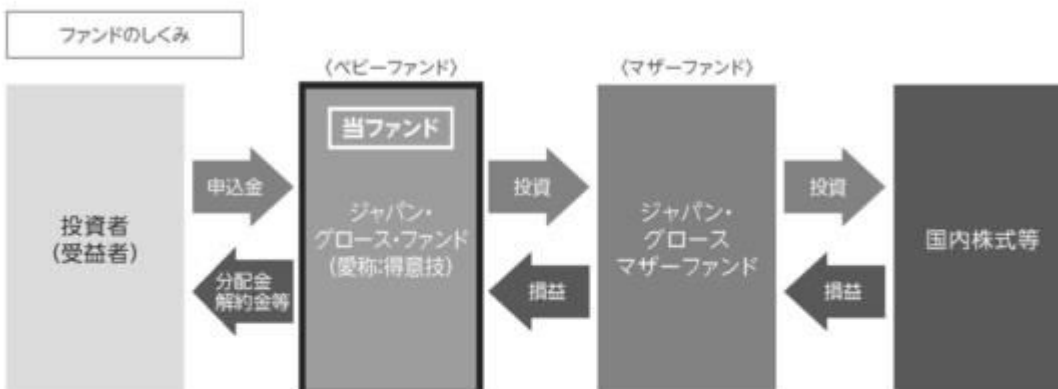 ファンドのしくみ
〈ベビーファンド〉
〈マザーファンド〉
投資者
(受益者)
申込金
分配金
解約金等
当ファンド
ジャパン・
グロース・ファンド
(愛称:得意技)
投資
損益
ジャパン・
グロース
マザーファンド
投資
損益
国内株式等